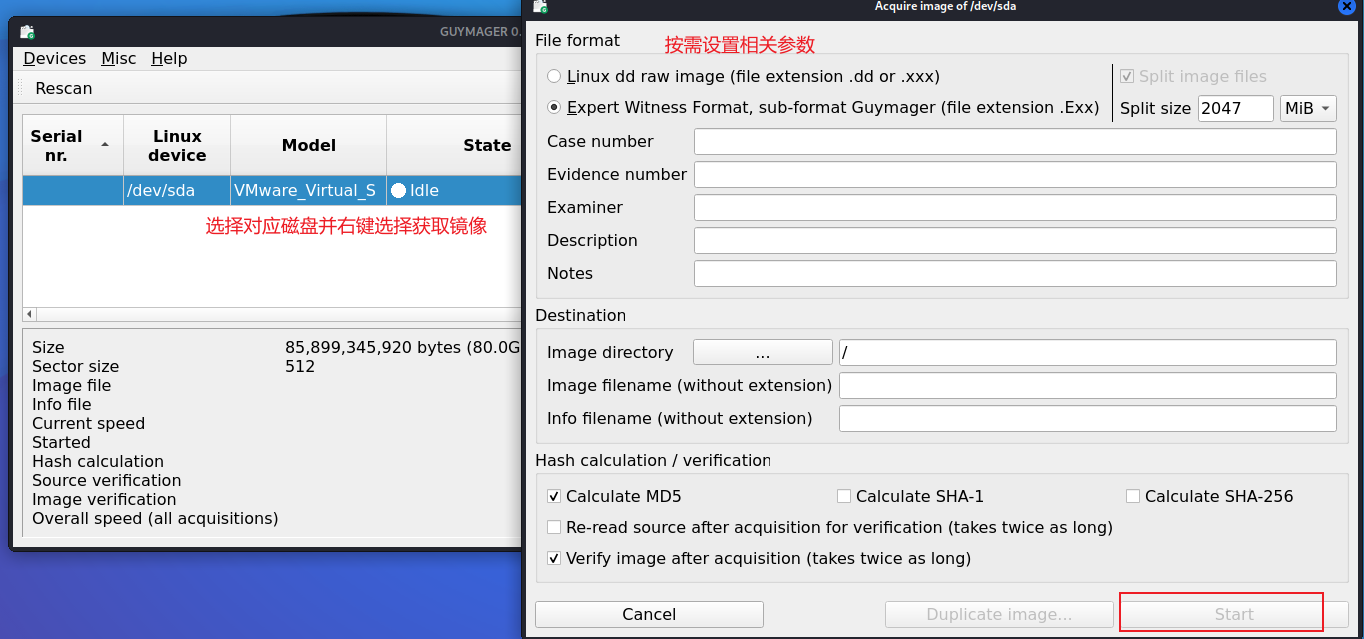 GUYMAGER 0.
Devices Misc Help
Rescan
Serial nr.
Linux device
Model
State
/dev/sda VMware_Virtual_S Idle
选择对应磁盘并右键选择获取镜像
Size 85,899,345,920 bytes (80.0G
Sector size 512
Image file
Info file
Current speed
Started
Hash calculation
Source verification
Image verification
Overall speed (all acquisitions)
Acquire image of /dev/sda
File format
按需设置相关参数
Linux dd raw image (file extension .dd or .xxx)
Split image files
Expert Witness Format, sub-format Guymager (file extension .Exx)
Split size 2047 MiB
Case number
Evidence number
Examiner
Description
Notes
Destination
Image directory ... /
Image filename (without extension)
Info filename (without extension)
Hash calculation / verification
Calculate MD5 Calculate SHA-1 Calculate SHA-256
Re-read source after acquisition for verification (takes twice as long)
Verify image after acquisition (takes twice as long)
Cancel Duplicate image... Start